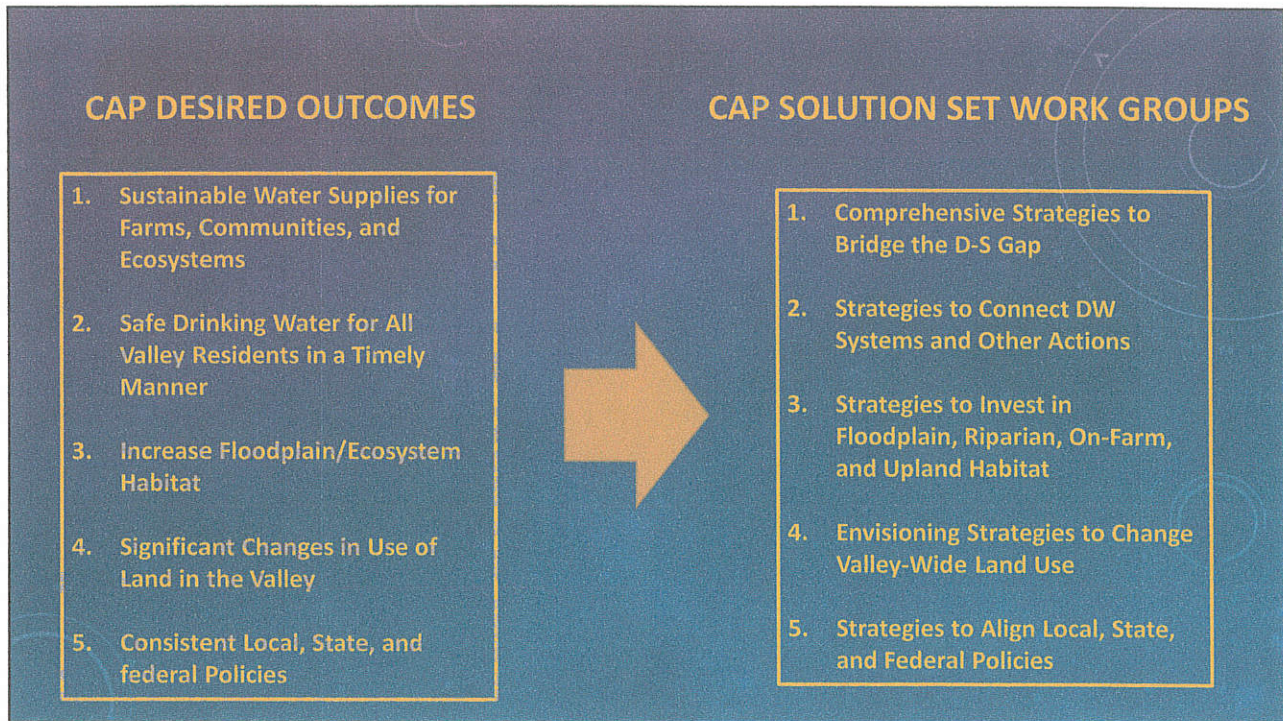 CAP DESIRED OUTCOMES
1. Sustainable Water Supplies for
Farms, Communities, and
Ecosystems
2. Safe Drinking Water for All
Valley Residents in a Timely
Manner
3. Increase Floodplain/Ecosystem
Habitat
4. Significant Changes in Use of
Land in the Valley
5. Consistent Local, State, and
federal Policies
CAP SOLUTION SET WORK GROUPS
1. Comprehensive Strategies to
Bridge the D-S Gap
2. Strategies to Connect DW
Systems and Other Actions
3. Strategies to Invest in
Floodplain, Riparian, On-Farm,
and Upland Habitat
4. Envisioning Strategies to Change
Valley-Wide Land Use
5. Strategies to Align Local, State,
and Federal Policies